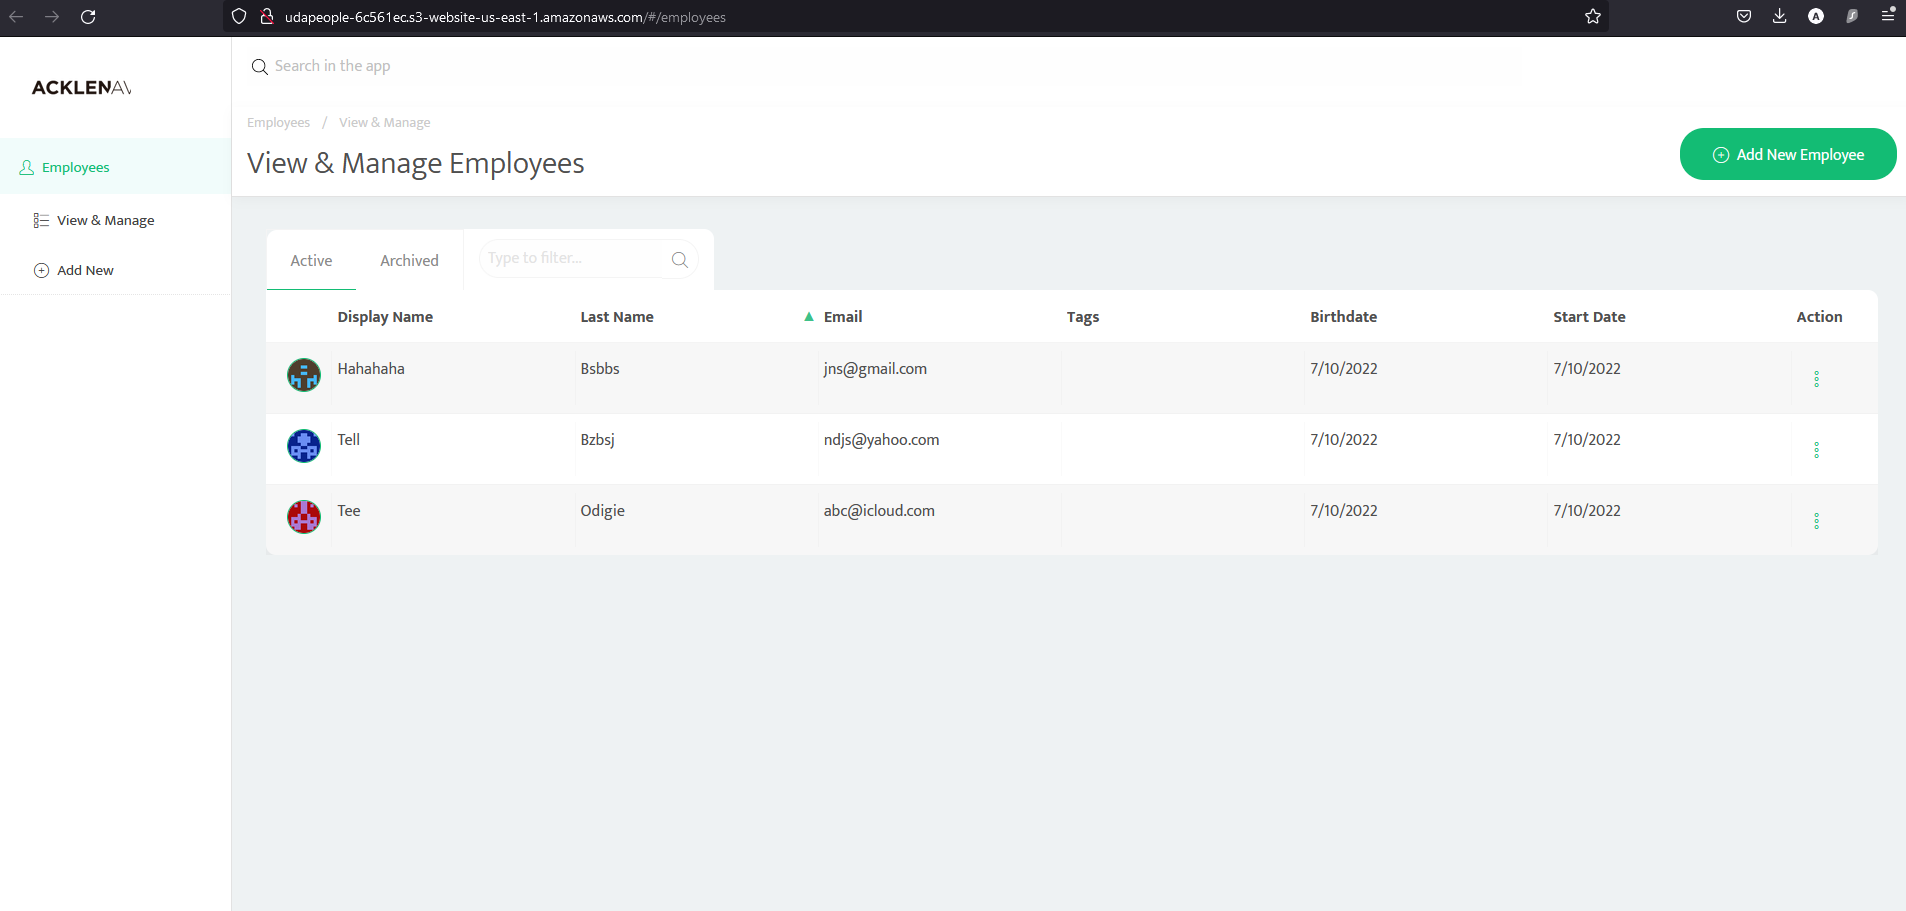 udapeople-6c561ec.s3-website-us-east-1.amazonaws.com/#/employees
A
ACKLENAV
Search in the app
Employees / View & Manage
View & Manage Employees
Add New Employee
Employees
View & Manage
Add New
Active Archived Type to filter...
Display Name Last Name Email Tags Birthdate Start Date Action
Hahahaha Bsbbs jns@gmail.com 7/10/2022 7/10/2022
Tell Bzbsj ndjs@yahoo.com 7/10/2022 7/10/2022
Tee Odigie abc@icloud.com 7/10/2022 7/10/2022